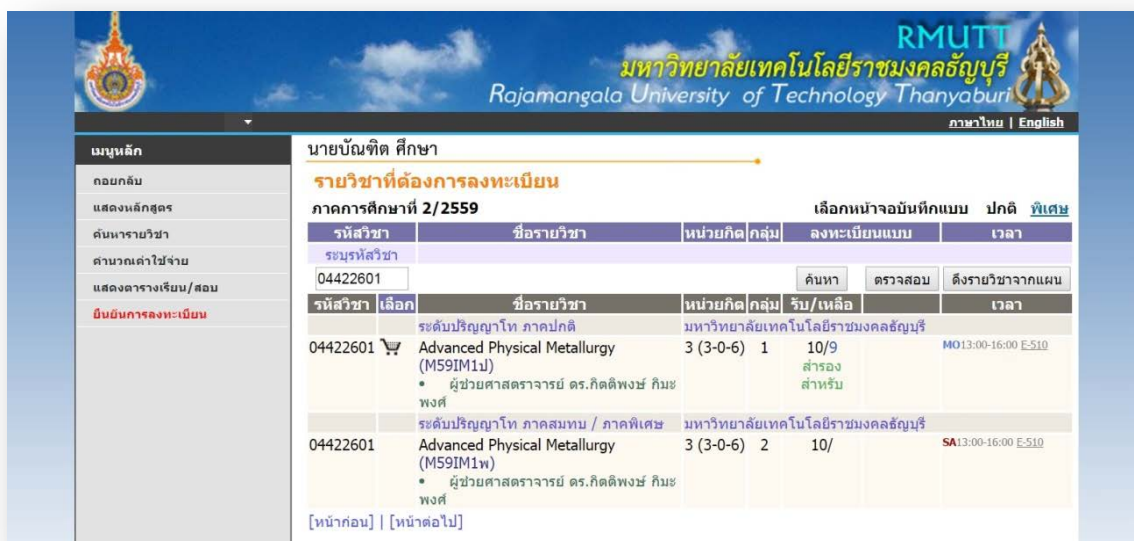 RMUTT
มหาวิทยาลัยเทคโนโลยีราชมงคลธัญบุรี
Rajamangala University of Technology Thanyaburi
ภาษาไทย | English
เมนูหลัก
ถอยกลับ
แสดงหลักสูตร
ค้นหารายวิชา
คำนวณค่าใช้จ่าย
แสดงตารางเรียน/สอบ
ยืนยันการลงทะเบียน
นายบัณฑิต ศึกษา
รายวิชาที่ต้องการลงทะเบียน
ภาคการศึกษาที่ 2/2559 เลือกหน้าจอบันทึกแบบ ปกติ พิเศษ
รหัสวิชา ชื่อรายวิชา หน่วยกิต กลุ่ม ลงทะเบียนแบบ เวลา
ระบุรหัสวิชา
04422601 ค้นหา ตรวจสอบ ดึงรายวิชาจากแผน
รหัสวิชา เลือก ชื่อรายวิชา หน่วยกิต กลุ่ม รับ/เหลือ เวลา
ระดับปริญญาโท ภาคปกติ มหาวิทยาลัยเทคโนโลยีราชมงคลธัญบุรี
04422601 Advanced Physical Metallurgy 3 (3-0-6) 1 10/9 MO13:00-16:00 E-510
(M59IM1ป) สำรอง
• ผู้ช่วยศาสตราจารย์ ดร.กิตติพงษ์ กิมะ สำหรับ
พงศ์
ระดับปริญญาโท ภาคสมทบ / ภาคพิเศษ มหาวิทยาลัยเทคโนโลยีราชมงคลธัญบุรี
04422601 Advanced Physical Metallurgy 3 (3-0-6) 2 10/ SA13:00-16:00 E-510
(M59IM1พ)
• ผู้ช่วยศาสตราจารย์ ดร.กิตติพงษ์ กิมะ
พงศ์
[หน้าก่อน] | [หน้าต่อไป]